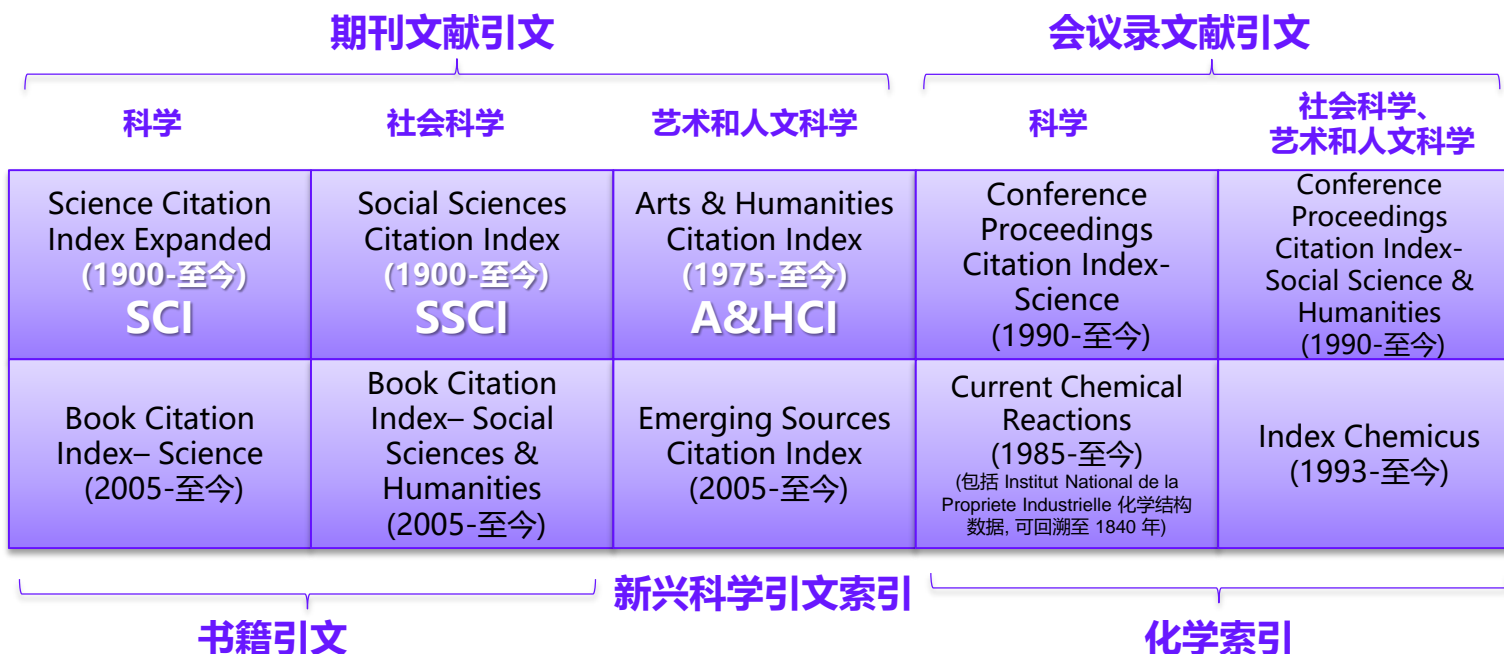 期刊文献引文
会议录文献引文
科学
社会科学
艺术和人文科学
科学
社会科学、
艺术和人文科学
Science Citation
Index Expanded
(1900-至今)
SCI
Social Sciences
Citation Index
(1900-至今)
SSCI
Arts & Humanities
Citation Index
(1975-至今)
A&HCI
Conference
Proceedings
Citation Index-
Science
(1990-至今)
Conference
Proceedings
Citation Index-
Social Science &
Humanities
(1990-至今)
Book Citation
Index– Science
(2005-至今)
Book Citation
Index– Social
Sciences &
Humanities
(2005-至今)
Emerging Sources
Citation Index
(2005-至今)
Current Chemical
Reactions
(1985-至今)
(包括 Institut National de la
Propriete Industrielle 化学结构
数据, 可回溯至 1840 年)
Index Chemicus
(1993-至今)
书籍引文
新兴科学引文索引
化学索引